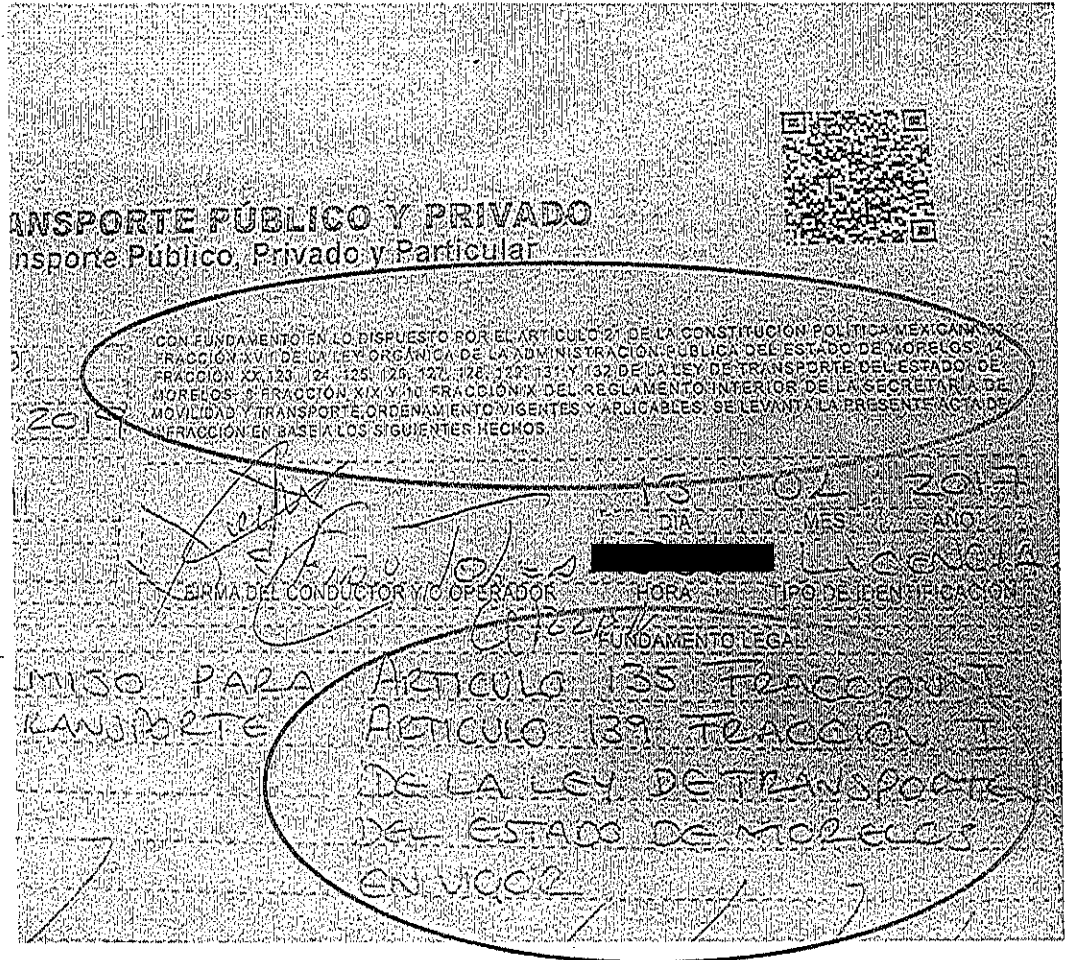 ANSPORTE PÚBLICO Y PRIVADO
nsporte Público, Privado y Particular
CON FUNDAMENTO EN LO DISPUESTO POR EL ARTÍCULO 21 DE LA CONSTITUCIÓN POLÍTICA MEXICANA
FRACCIÓN XVII DE LA LEY ORGÁNICA DE LA ADMINISTRACIÓN PÚBLICA DEL ESTADO DE MORELOS
FRACCIÓN XX, 123, 124, 125, 126, 127, 128, 129, 131 Y 132 DE LA LEY DE TRANSPORTE DEL ESTADO DE
MORELOS 9 FRACCIÓN XIX Y 10 FRACCIÓN X DEL REGLAMENTO INTERIOR DE LA SECRETARÍA DE
MOVILIDAD Y TRANSPORTE, ORDENAMIENTO VIGENTES Y APLICABLES, SE LEVANTA LA PRESENTE ACTA DE
INFRACCIÓN EN BASE A LOS SIGUIENTES HECHOS
201
15 02 2017
DIA MES AÑO
LICENCIA
FIRMA DEL CONDUCTOR Y/O OPERADOR HORA TIPO DE IDENTIFICACIÓN
FUNDAMENTO LEGAL
MISO PARA ARTICULO 135 FRACCION I
RANSPORTE ARTICULO 139 FRACCION I
DE LA LEY DE TRANSPORTE
DEL ESTADO DE MORELOS
EN VIGOR